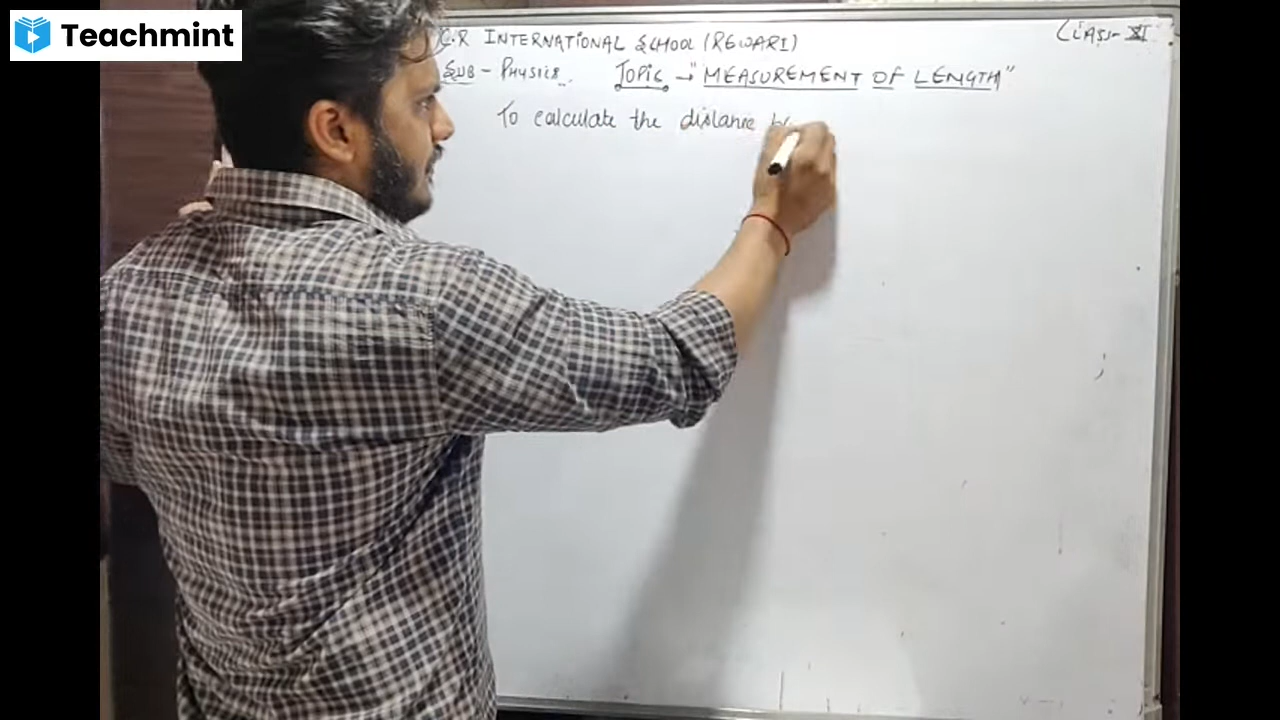 Teachmint
C.R INTERNATIONAL SCHOOL (REWARI)
CLASS-XI
SUB - PHYSICS. TOPIC - "MEASUREMENT OF LENGTH"
To calculate the distance